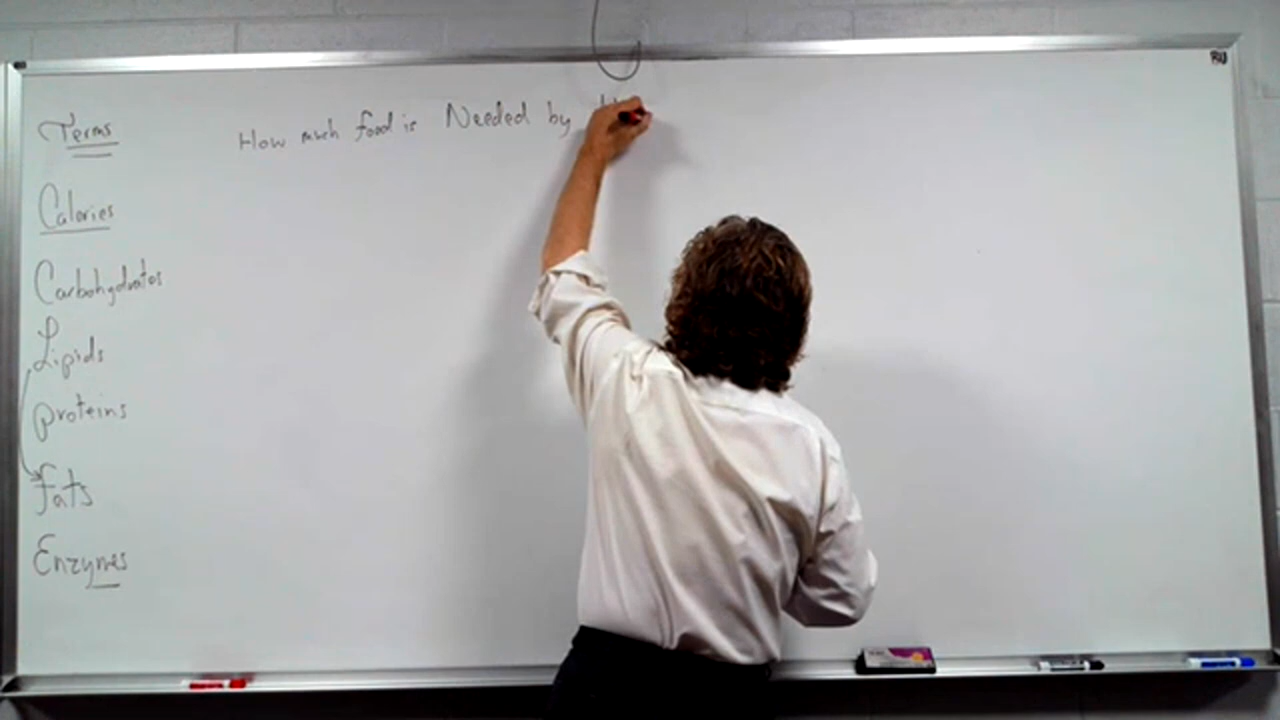 Terms
How much food is Needed by
Calories
Carbohydrates
Lipids
proteins
fats
Enzymes